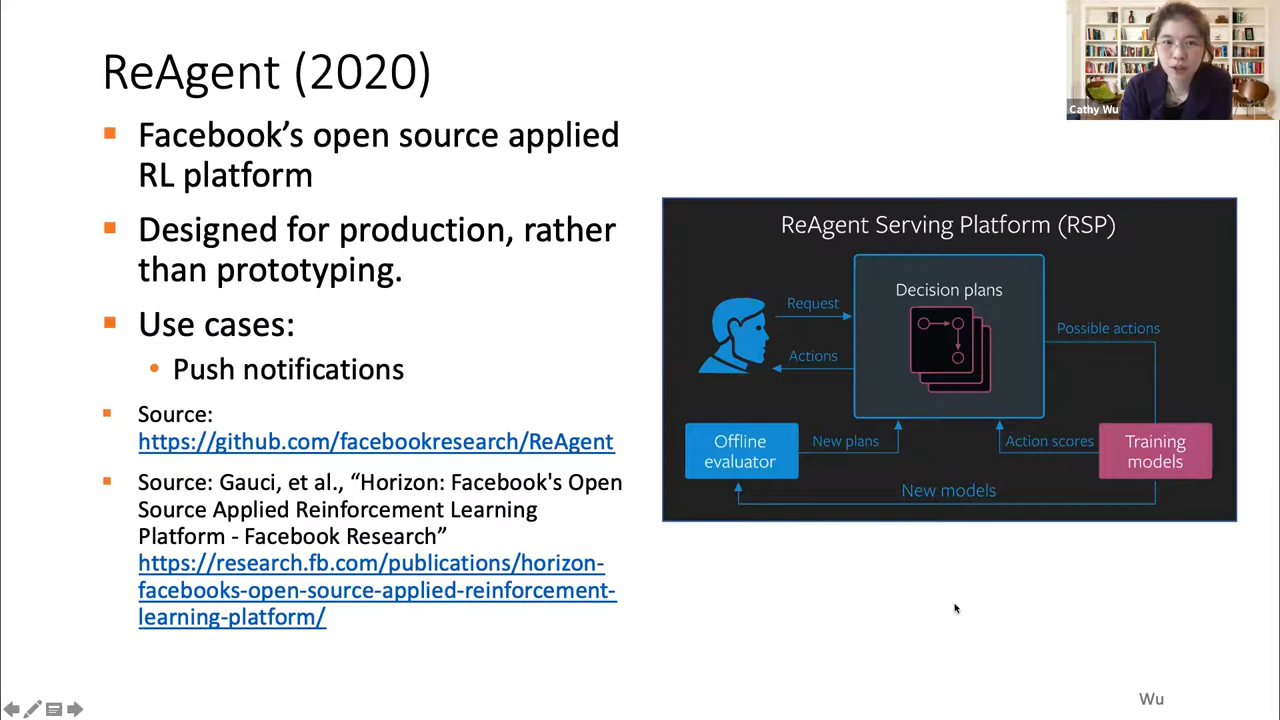 ReAgent (2020)
Facebook's open source applied
RL platform
Designed for production, rather
than prototyping.
Use cases:
Push notifications
Source:
https://github.com/facebookresearch/ReAgent
Source: Gauci, et al., “Horizon: Facebook's Open
Source Applied Reinforcement Learning
Platform - Facebook Research”
https://research.fb.com/publications/horizon-
facebooks-open-source-applied-reinforcement-
learning-platform/
Cathy Wu
ReAgent Serving Platform (RSP)
Decision plans
Request
Actions
Possible actions
Offline
evaluator
New plans
Action scores
Training
models
New models
Wu